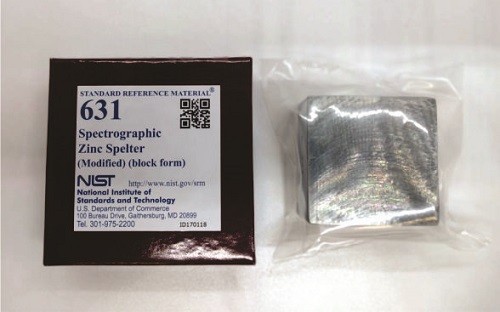 STANDARD REFERENCE MATERIAL®
631
Spectrographic
Zinc Spelter
(Modified) (block form)
NIST http://www.nist.gov/srm
National Institute of
Standards and Technology
U.S. Department of Commerce
100 Bureau Drive, Gaithersburg, MD 20899
Tel. 301-975-2200 ID170118